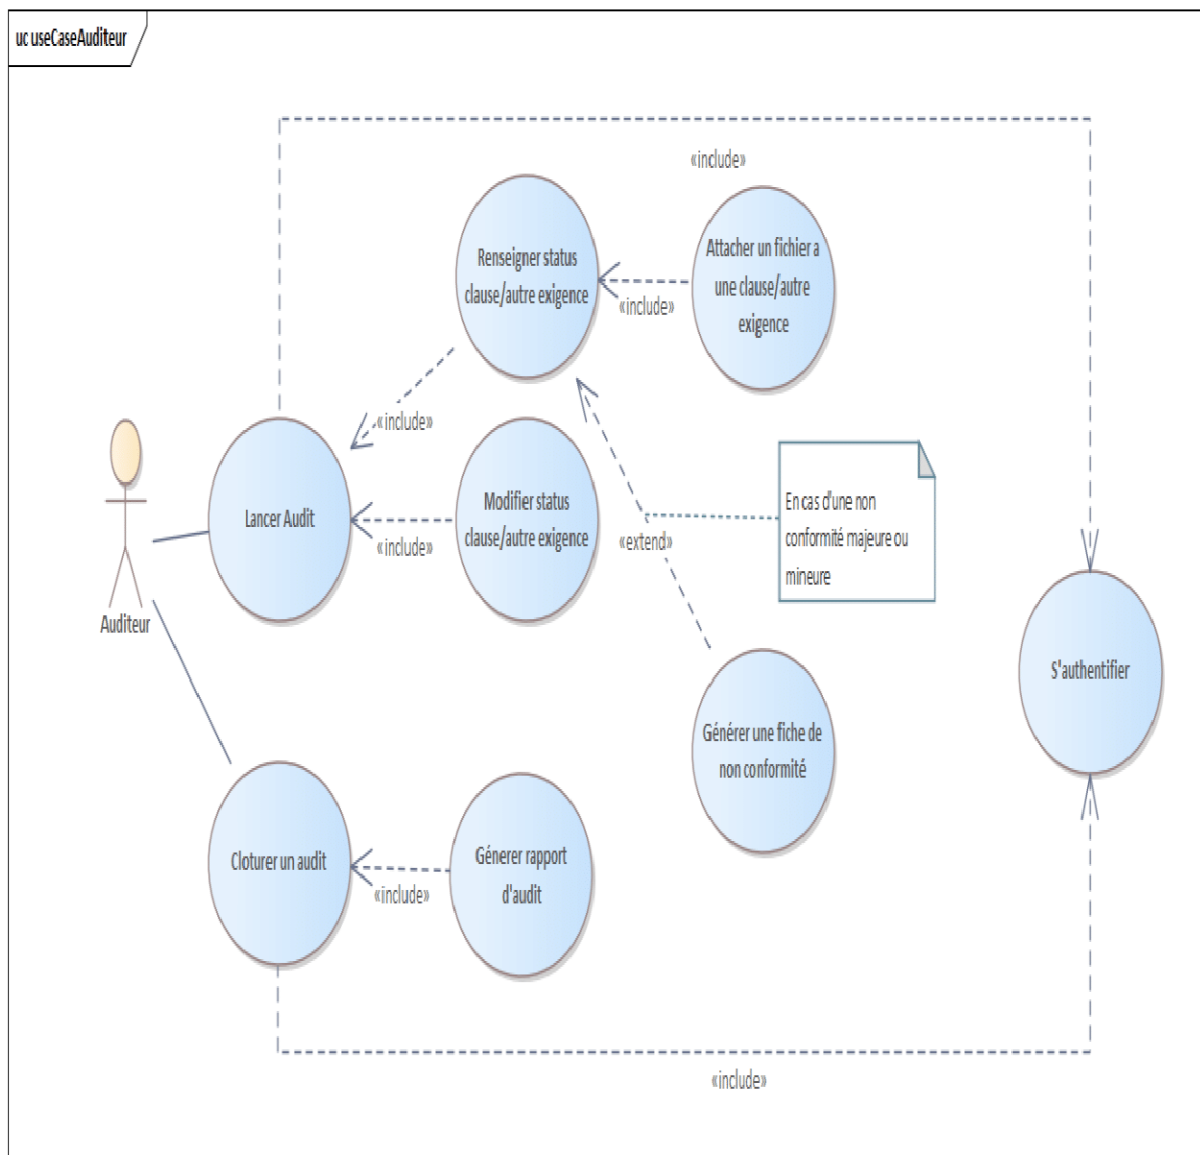 uc useCaseAuditeur
«include»
Renseigner status
clause/autre exigence
Attacher un fichier a
une clause/autre
exigence
«include»
«include»
Lancer Audit
Modifier status
clause/autre exigence
«include»
En cas d'une non
conformité majeure ou
mineure
«extend»
Auditeur
S'authentifier
Générer une fiche de
non conformité
Cloturer un audit
Génerer rapport
d'audit
«include»
«include»